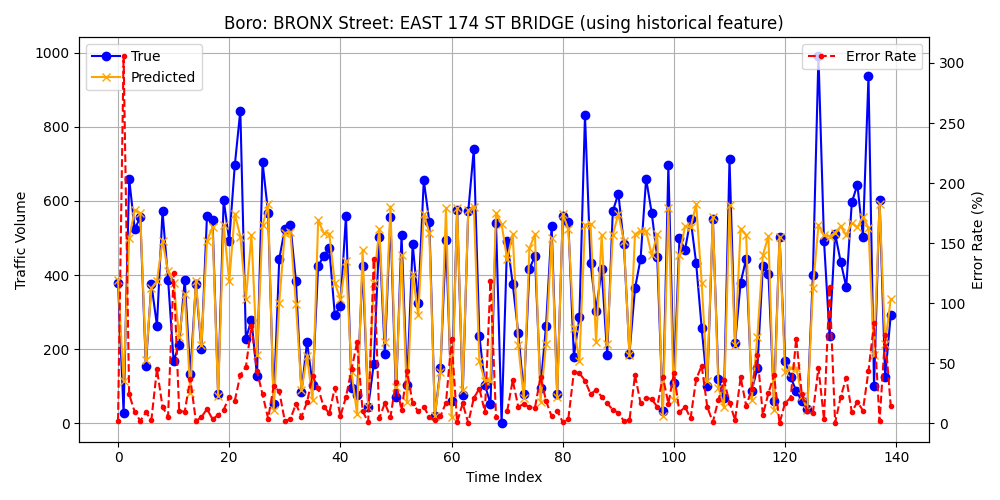 Boro: BRONX Street: EAST 174 ST BRIDGE (using historical feature)
True
Predicted
Error Rate
Traffic Volume
1000
800
600
400
200
0
300
250
200
150
100
50
0
Error Rate (%)
0 20 40 60 80 100 120 140
Time Index